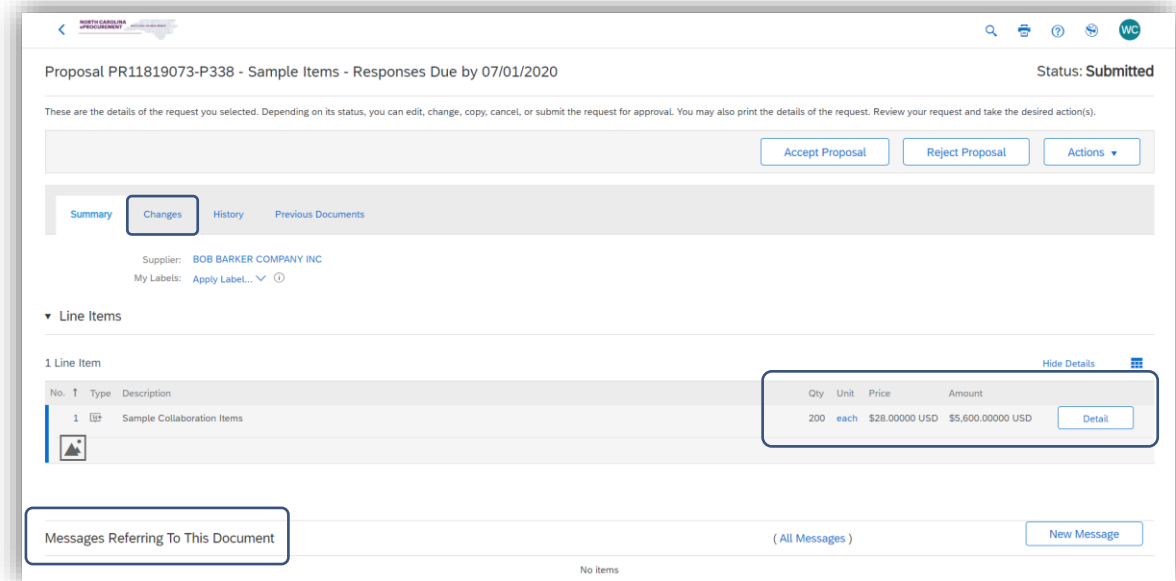 NORTH CAROLINA
ePROCUREMENT
WC
Proposal PR11819073-P338 - Sample Items - Responses Due by 07/01/2020
Status: Submitted
These are the details of the request you selected. Depending on its status, you can edit, change, copy, cancel, or submit the request for approval. You may also print the details of the request. Review your request and take the desired action(s).
Accept Proposal Reject Proposal Actions
Summary Changes History Previous Documents
Supplier: BOB BARKER COMPANY INC
My Labels: Apply Label...
Line Items
1 Line Item Hide Details
No. ↑ Type Description Qty Unit Price Amount
1 Sample Collaboration Items 200 each $28.00000 USD $5,600.00000 USD Detail
Messages Referring To This Document ( All Messages ) New Message
No items